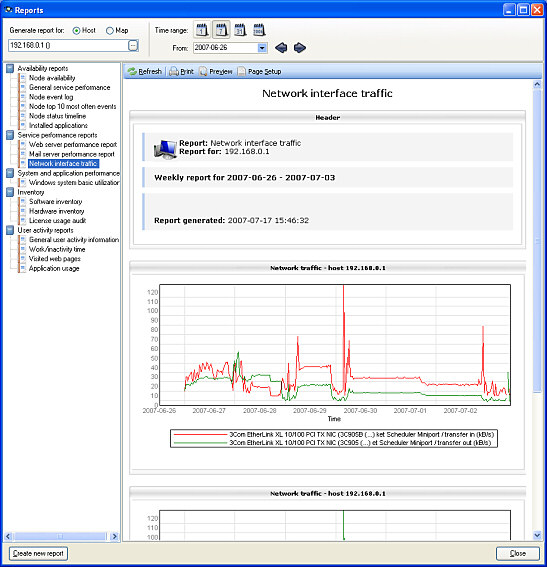 Reports
Generate report for: Host Map
192.168.0.1 ()
Time range: 1 7 31
From: 2007-06-26
Availability reports
Node availability
General service performance
Node event log
Node top 10 most often events
Node status timeline
Installed applications
Service performance reports
Web server performance report
Mail server performance report
Network interface traffic
System and application performance
Windows system basic utilization
Inventory
Software inventory
Hardware inventory
License usage audit
User activity reports
General user activity information
Work/inactivity time
Visited web pages
Application usage
Refresh Print Preview Page Setup
Network interface traffic
Header
Report: Network interface traffic
Report for: 192.168.0.1
Weekly report for 2007-06-26 - 2007-07-03
Report generated: 2007-07-17 15:46:32
Network traffic - host 192.168.0.1
120
110
100
90
80
70
60
50
40
30
20
10
0
2007-06-26 2007-06-27 2007-06-28 2007-06-29 2007-06-30 2007-07-01 2007-07-02
Time
3Com EtherLink XL 10/100 PCI TX NIC (3C905B (...) ket Scheduler Miniport / transfer in (kB/s)
3Com EtherLink XL 10/100 PCI TX NIC (3C905 (...) et Scheduler Miniport / transfer out (kB/s)
Network traffic - host 192.168.0.1
120
110
100
Create new report Close